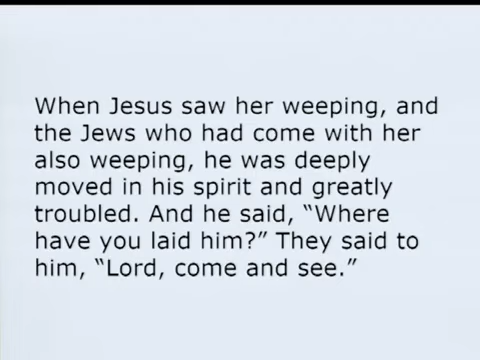 When Jesus saw her weeping, and
the Jews who had come with her
also weeping, he was deeply
moved in his spirit and greatly
troubled. And he said, “Where
have you laid him?” They said to
him, “Lord, come and see.”